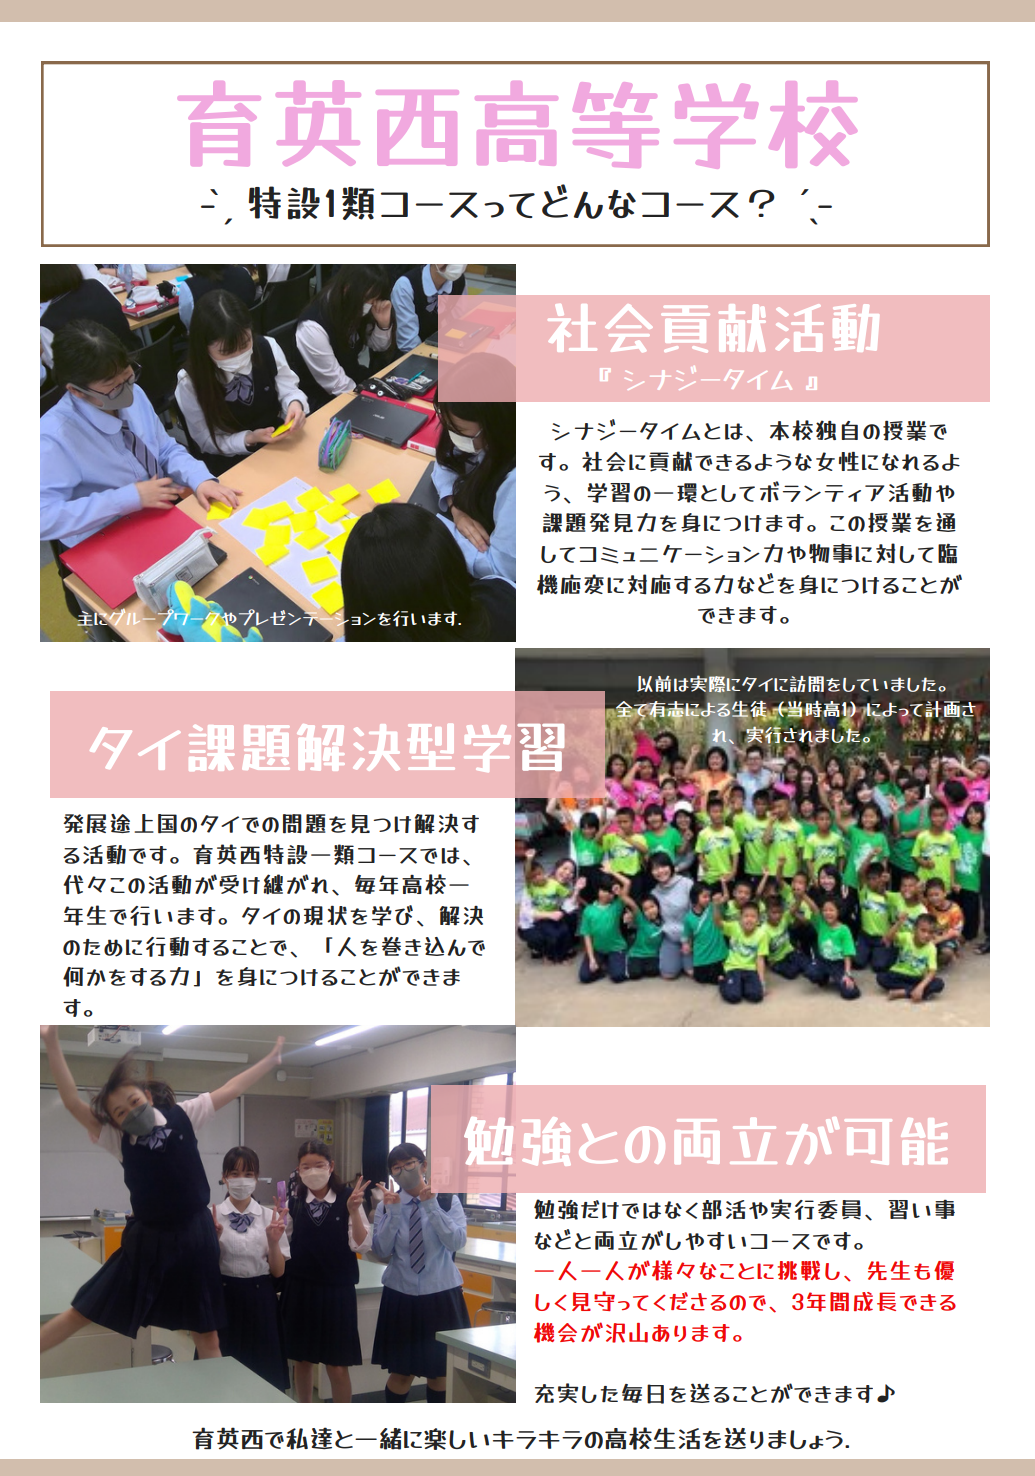 育英西高等学校
-` ̗ 特設1類コースってどんなコース？ ´ ̖-
社会貢献活動
『 シナジータイム 』
シナジータイムとは、本校独自の授業で
す。社会に貢献できるような女性になれるよ
う、学習の一環としてボランティア活動や
課題発見力を身につけます。この授業を通
してコミュニケーション力や物事に対して臨
機応変に対応する力などを身につけることが
できます。
主にグループワークやプレゼンテーションを行います.
以前は実際にタイに訪問をしていました。
全て有志による生徒（当時高1）によって計画さ
れ、実行されました。
タイ課題解決型学習
発展途上国のタイでの問題を見つけ解決す
る活動です。育英西特設一類コースでは、
代々この活動が受け継がれ、毎年高校一
年生で行います。タイの現状を学び、解決
のために行動することで、「人を巻き込んで
何かをする力」を身につけることができま
す。
勉強との両立が可能
勉強だけではなく部活や実行委員、習い事
などと両立がしやすいコースです。
一人一人が様々なことに挑戦し、先生も優
しく見守ってくださるので、3年間成長できる
機会が沢山あります。
充実した毎日を送ることができます♪
育英西で私達と一緒に楽しいキラキラの高校生活を送りましょう.